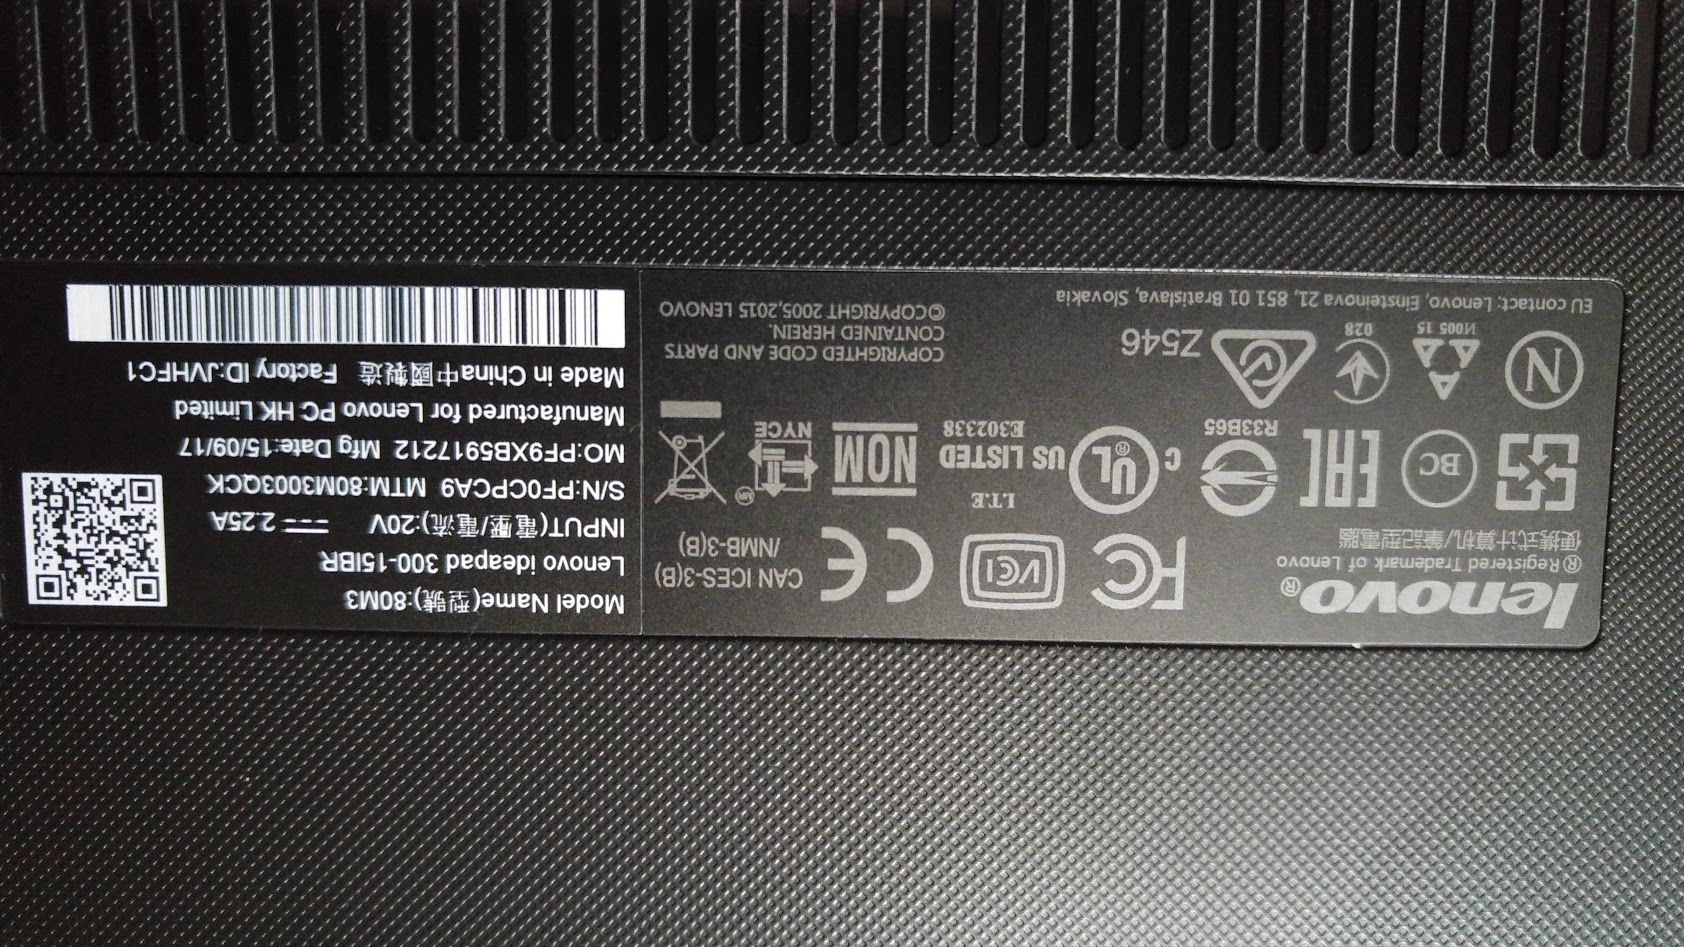 lenovo®
® Registered Trademark of Lenovo
便携式计算机/筆記型電腦
FC
VCI
CE
CAN ICES-3(B)
/NMB-3(B)
BC
EAC
R33B65
C UL® US LISTED
I.T.E
E302338
NOM
NYCE
MR
N
И005 15
028
Z546
COPYRIGHTED CODE AND PARTS
CONTAINED HEREIN.
©COPYRIGHT 2005,2015 LENOVO
EU contact: Lenovo, Einsteinova 21, 851 01 Bratislava, Slovakia
Model Name(型號):80M3
Lenovo ideapad 300-15IBR
INPUT(電壓/電流):20V 2.25A
S/N:PF0CPCA9 MTM:80M3003QCK
MO:PF9XB5917212 Mfg Date:15/09/17
Manufactured for Lenovo PC HK Limited
Made in China中國製造 Factory ID:JVHFC1